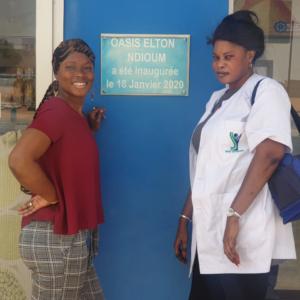 OASIS ELTON
NDIOUM
a été inaugurée
le 18 Janvier 2020